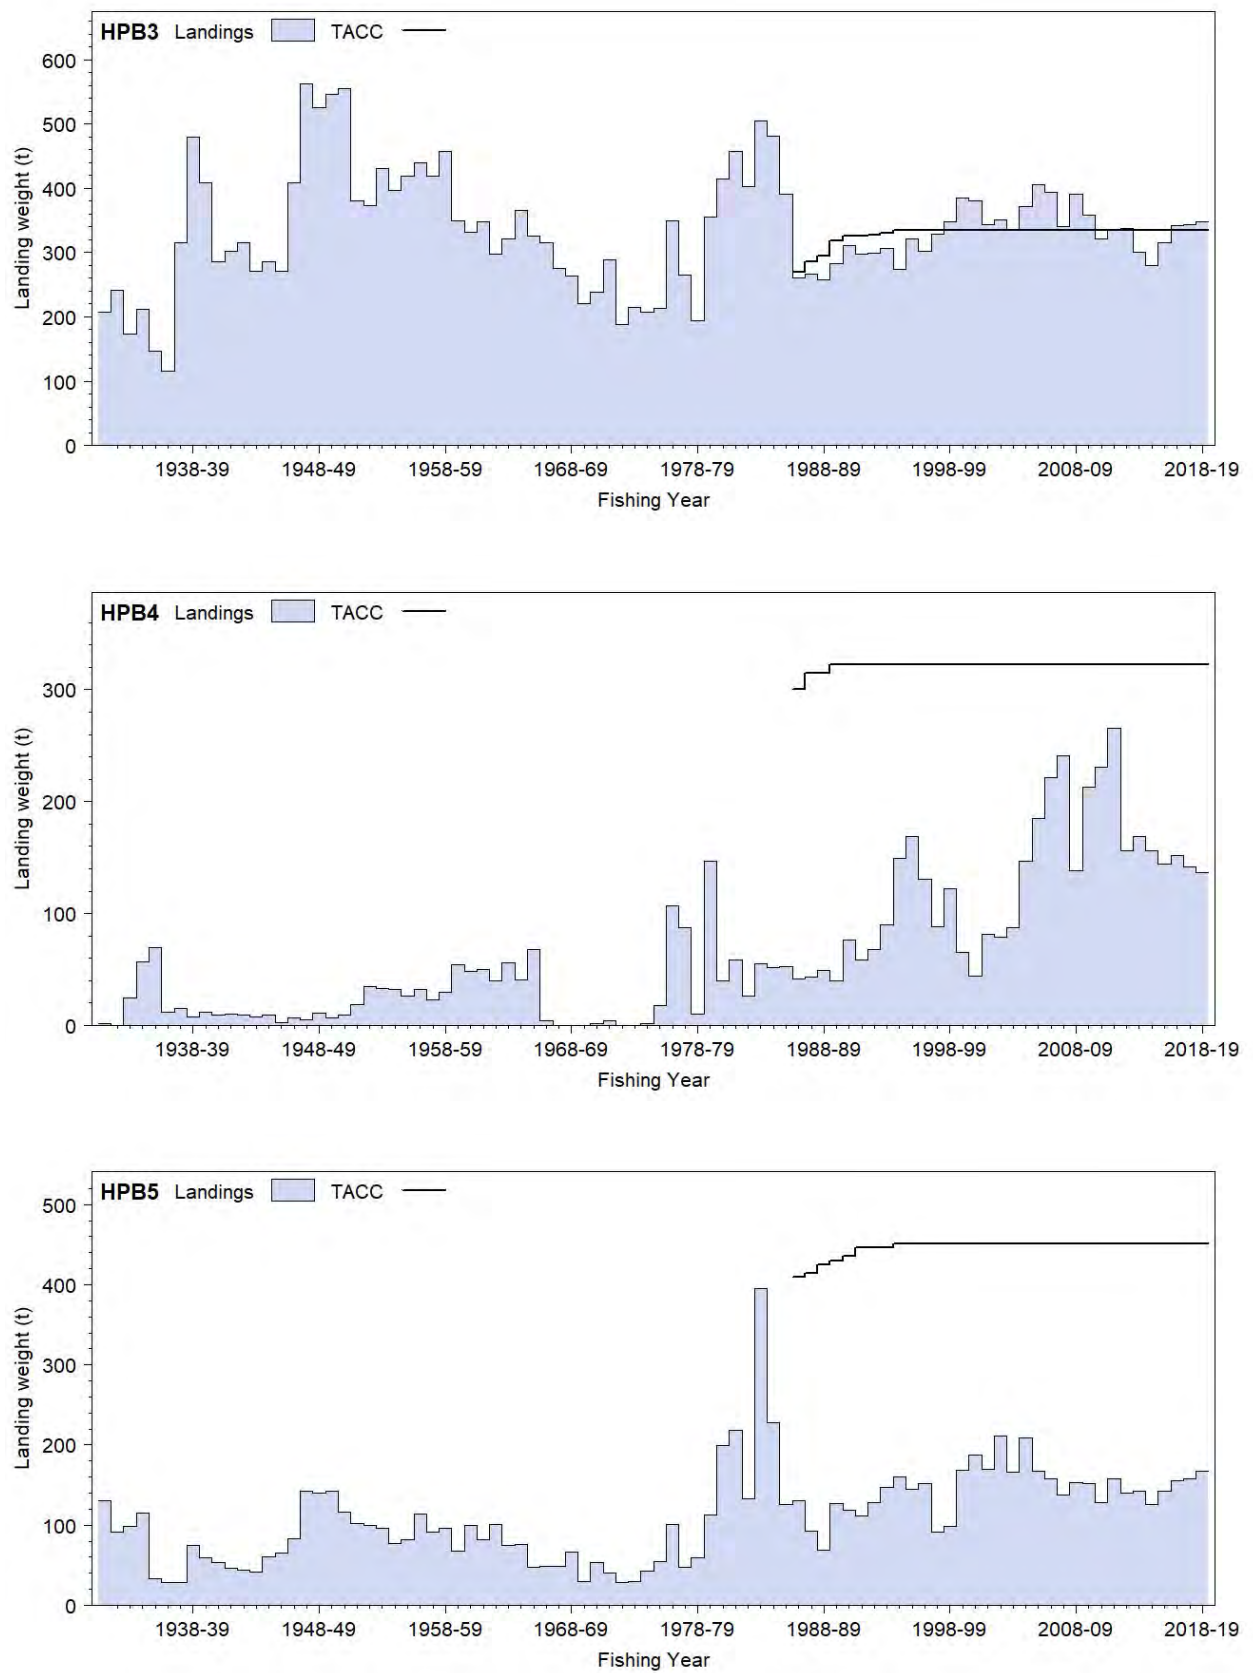 HPB3 Landings TACC
600
500
400
300
200
100
0
Landing weight (t)
1938-39 1948-49 1958-59 1968-69 1978-79 1988-89 1998-99 2008-09 2018-19
Fishing Year
HPB4 Landings TACC
300
200
100
0
Landing weight (t)
1938-39 1948-49 1958-59 1968-69 1978-79 1988-89 1998-99 2008-09 2018-19
Fishing Year
HPB5 Landings TACC
500
400
300
200
100
0
Landing weight (t)
1938-39 1948-49 1958-59 1968-69 1978-79 1988-89 1998-99 2008-09 2018-19
Fishing Year